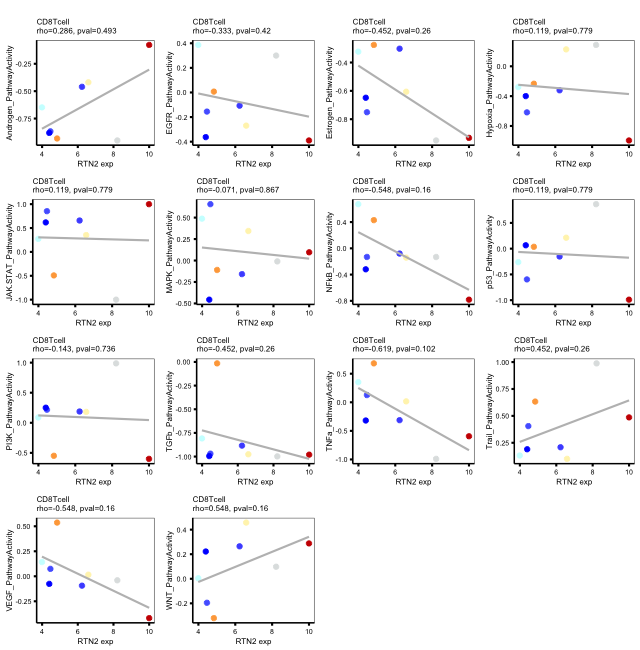 CD8Tcell
rho=0.286, pval=0.493
Androgen_PathwayActivity
-0.25
-0.50
-0.75
4 6 8 10
RTN2 exp
CD8Tcell
rho=-0.333, pval=0.42
EGFR_PathwayActivity
0.4
0.2
0.0
-0.2
-0.4
4 6 8 10
RTN2 exp
CD8Tcell
rho=-0.452, pval=0.26
Estrogen_PathwayActivity
-0.4
-0.6
-0.8
4 6 8 10
RTN2 exp
CD8Tcell
rho=0.119, pval=0.779
Hypoxia_PathwayActivity
0.0
-0.4
-0.8
4 6 8 10
RTN2 exp
CD8Tcell
rho=0.119, pval=0.779
JAK.STAT_PathwayActivity
1.0
0.5
0.0
-0.5
-1.0
4 6 8 10
RTN2 exp
CD8Tcell
rho=-0.071, pval=0.867
MAPK_PathwayActivity
0.50
0.25
0.00
-0.25
-0.50
4 6 8 10
RTN2 exp
CD8Tcell
rho=-0.548, pval=0.16
NFkB_PathwayActivity
0.4
0.0
-0.4
-0.8
4 6 8 10
RTN2 exp
CD8Tcell
rho=0.119, pval=0.779
p53_PathwayActivity
0.5
0.0
-0.5
-1.0
4 6 8 10
RTN2 exp
CD8Tcell
rho=-0.143, pval=0.736
PI3K_PathwayActivity
1.0
0.5
0.0
-0.5
4 6 8 10
RTN2 exp
CD8Tcell
rho=-0.452, pval=0.26
TGFb_PathwayActivity
0.00
-0.25
-0.50
-0.75
-1.00
4 6 8 10
RTN2 exp
CD8Tcell
rho=-0.619, pval=0.102
TNFa_PathwayActivity
0.5
0.0
-0.5
-1.0
4 6 8 10
RTN2 exp
CD8Tcell
rho=0.452, pval=0.26
Trail_PathwayActivity
1.00
0.75
0.50
0.25
4 6 8 10
RTN2 exp
CD8Tcell
rho=-0.548, pval=0.16
VEGF_PathwayActivity
0.50
0.25
0.00
-0.25
4 6 8 10
RTN2 exp
CD8Tcell
rho=0.548, pval=0.16
WNT_PathwayActivity
0.4
0.2
0.0
-0.2
4 6 8 10
RTN2 exp